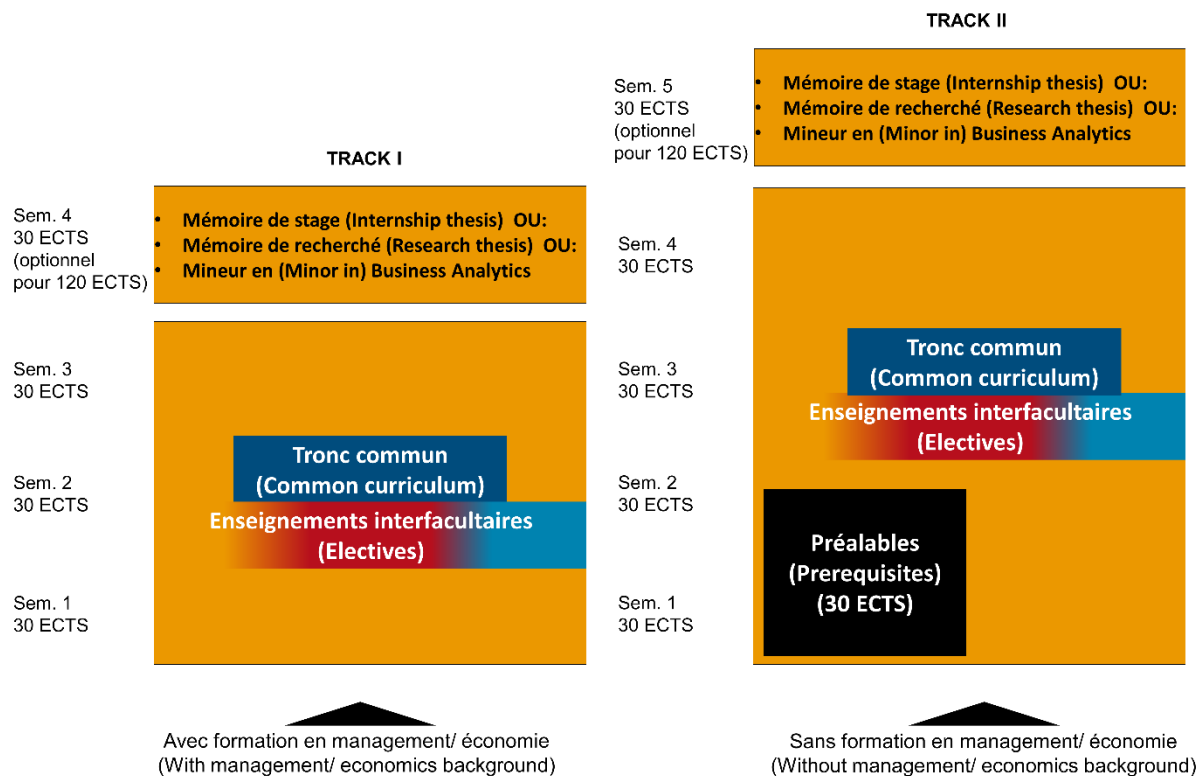 TRACK II
Sem. 5
30 ECTS
(optionnel
pour 120 ECTS)
• Mémoire de stage (Internship thesis) OU:
• Mémoire de recherché (Research thesis) OU:
• Mineur en (Minor in) Business Analytics
TRACK I
Sem. 4
30 ECTS
(optionnel
pour 120 ECTS)
• Mémoire de stage (Internship thesis) OU:
• Mémoire de recherché (Research thesis) OU:
• Mineur en (Minor in) Business Analytics
Sem. 3
30 ECTS
Sem. 2
30 ECTS
Sem. 1
30 ECTS
Tronc commun
(Common curriculum)
Enseignements interfacultaires
(Electives)
Avec formation en management/ économie
(With management/ economics background)
Sem. 4
30 ECTS
Sem. 3
30 ECTS
Sem. 2
30 ECTS
Sem. 1
30 ECTS
Tronc commun
(Common curriculum)
Enseignements interfacultaires
(Electives)
Préalables
(Prerequisites)
(30 ECTS)
Sans formation en management/ économie
(Without management/ economics background)